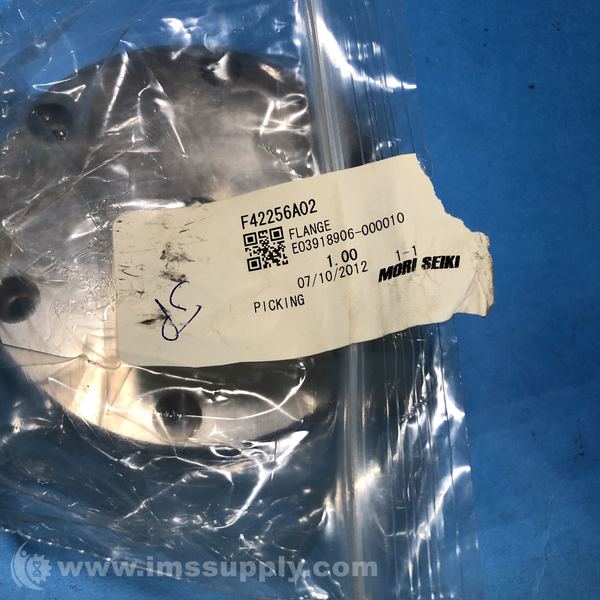 F42256A02
FLANGE
E03918906-000010
1.00 1-1
07/10/2012 MORI SEIKI
PICKING
www.imssupply.com